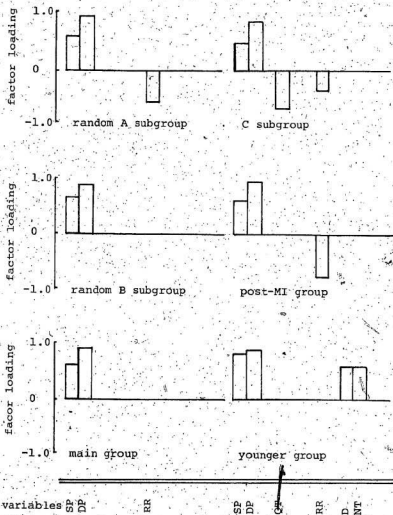 factor loading
1.0
0
-1.0
random A subgroup
C subgroup
factor loading
1.0
0
-1.0
random B subgroup
post-MI group
facor loading
1.0
0
-1.0
main group
younger group
variables SP DP RR SP DP RR D NT